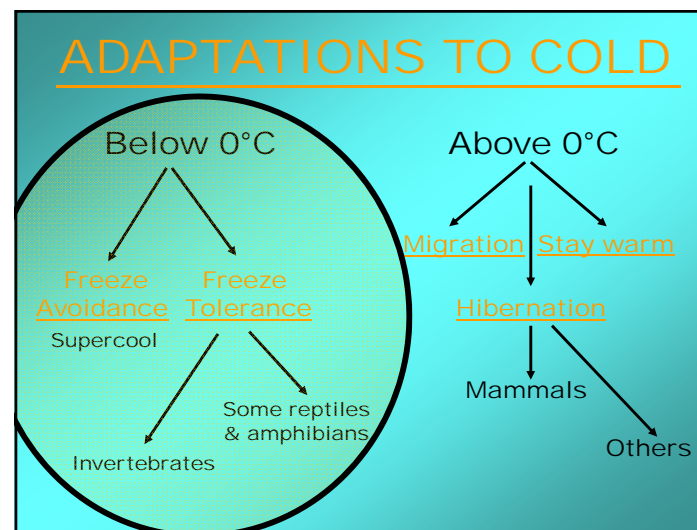 ADAPTATIONS TO COLD
Below 0°C
Freeze
Avoidance
Supercool
Freeze
Tolerance
Invertebrates
Some reptiles
& amphibians
Above 0°C
Migration
Stay warm
Hibernation
Mammals
Others